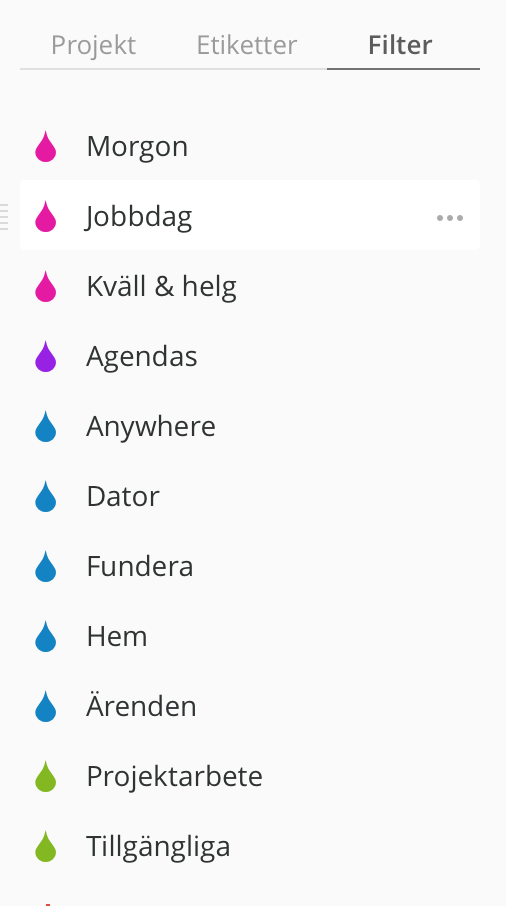 Projekt Etiketter Filter
Morgon
Jobbdag
Kväll & helg
Agendas
Anywhere
Dator
Fundera
Hem
Ärenden
Projektarbete
Tillgängliga